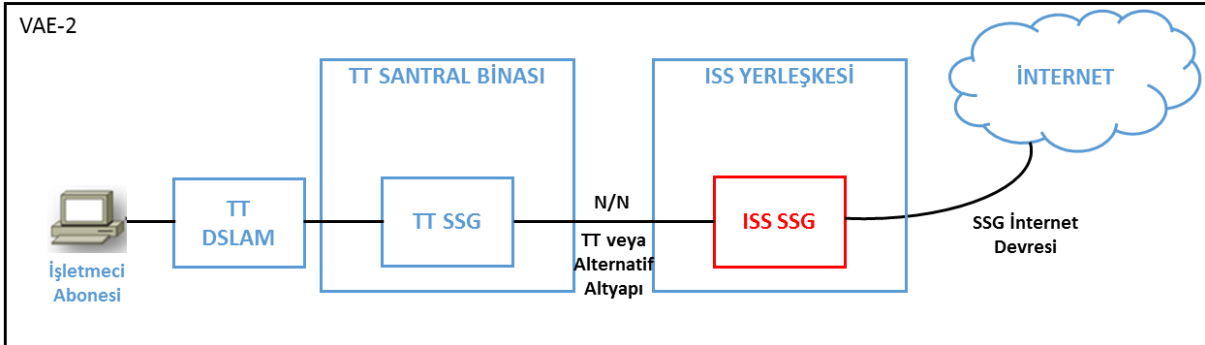 VAE-2
TT SANTRAL BİNASI
ISS YERLEŞKESİ
İNTERNET
TT
DSLAM
TT SSG
N/N
ISS SSG
TT veya
Alternatif
Altyapı
SSG İnternet
Devresi
İşletmeci
Abonesi